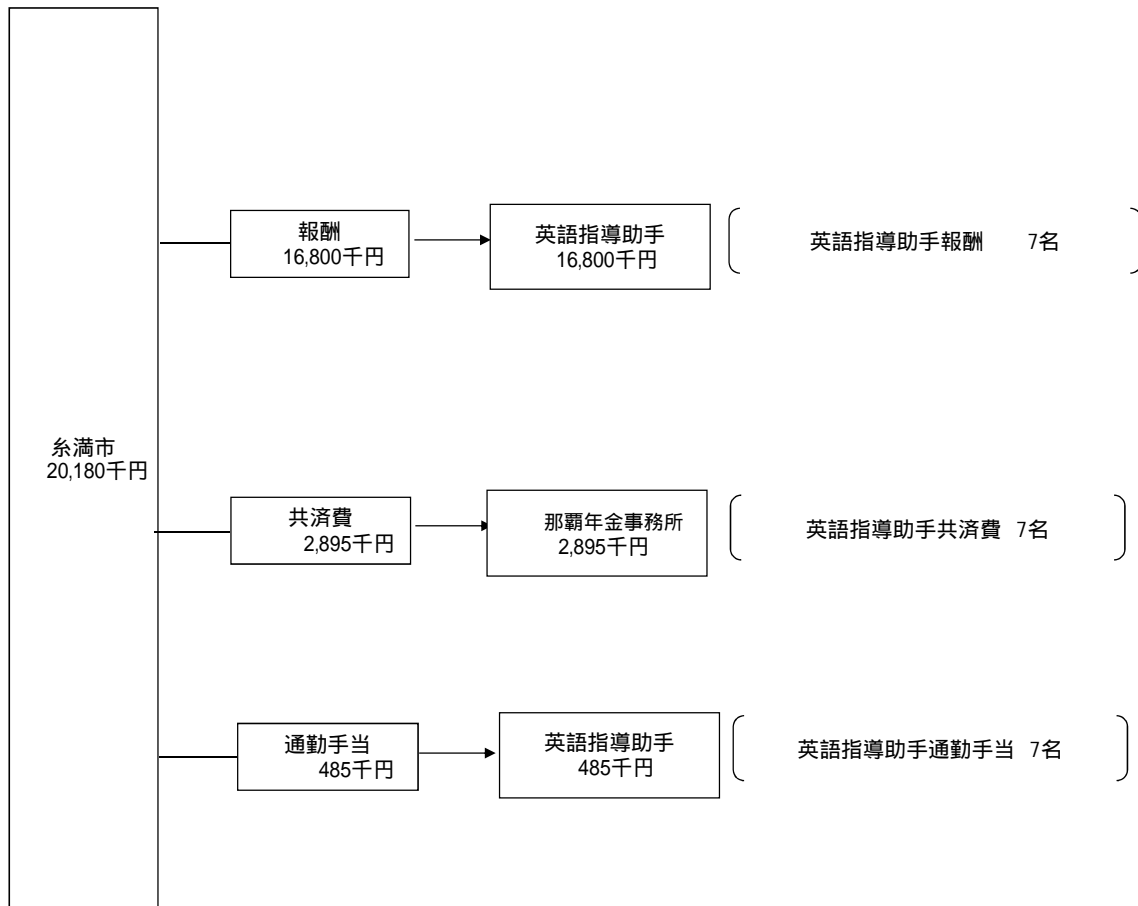 報酬
16,800千円
英語指導助手
16,800千円
英語指導助手報酬 7名
糸満市
20,180千円
共済費
2,895千円
那覇年金事務所
2,895千円
英語指導助手共済費 7名
通勤手当
485千円
英語指導助手
485千円
英語指導助手通勤手当 7名